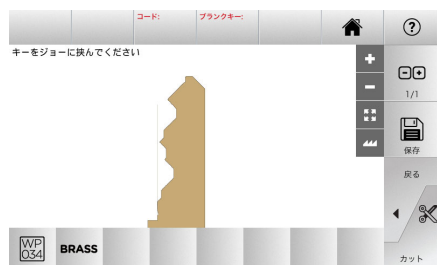 コード:
ブランクキー:
キーをジョーに挟んでください
1/1
保存
戻る
カット
WP
034
BRASS